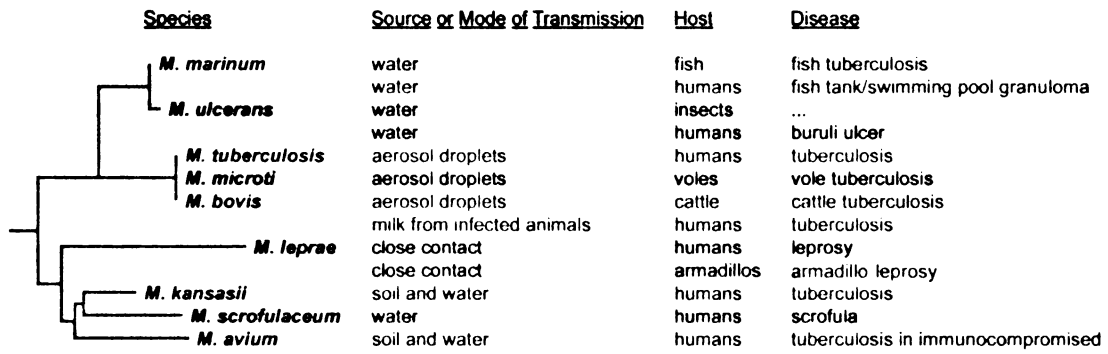 Species Source or Mode of Transmission Host Disease
M. marinum water fish fish tuberculosis
water humans fish tank/swimming pool granuloma
M. ulcerans water insects ...
water humans buruli ulcer
M. tuberculosis aerosol droplets humans tuberculosis
M. microti aerosol droplets voles vole tuberculosis
M. bovis aerosol droplets cattle cattle tuberculosis
milk from infected animals humans tuberculosis
M. leprae close contact humans leprosy
close contact armadillos armadillo leprosy
M. kansasii soil and water humans tuberculosis
M. scrofulaceum water humans scrofula
M. avium soil and water humans tuberculosis in immunocompromised